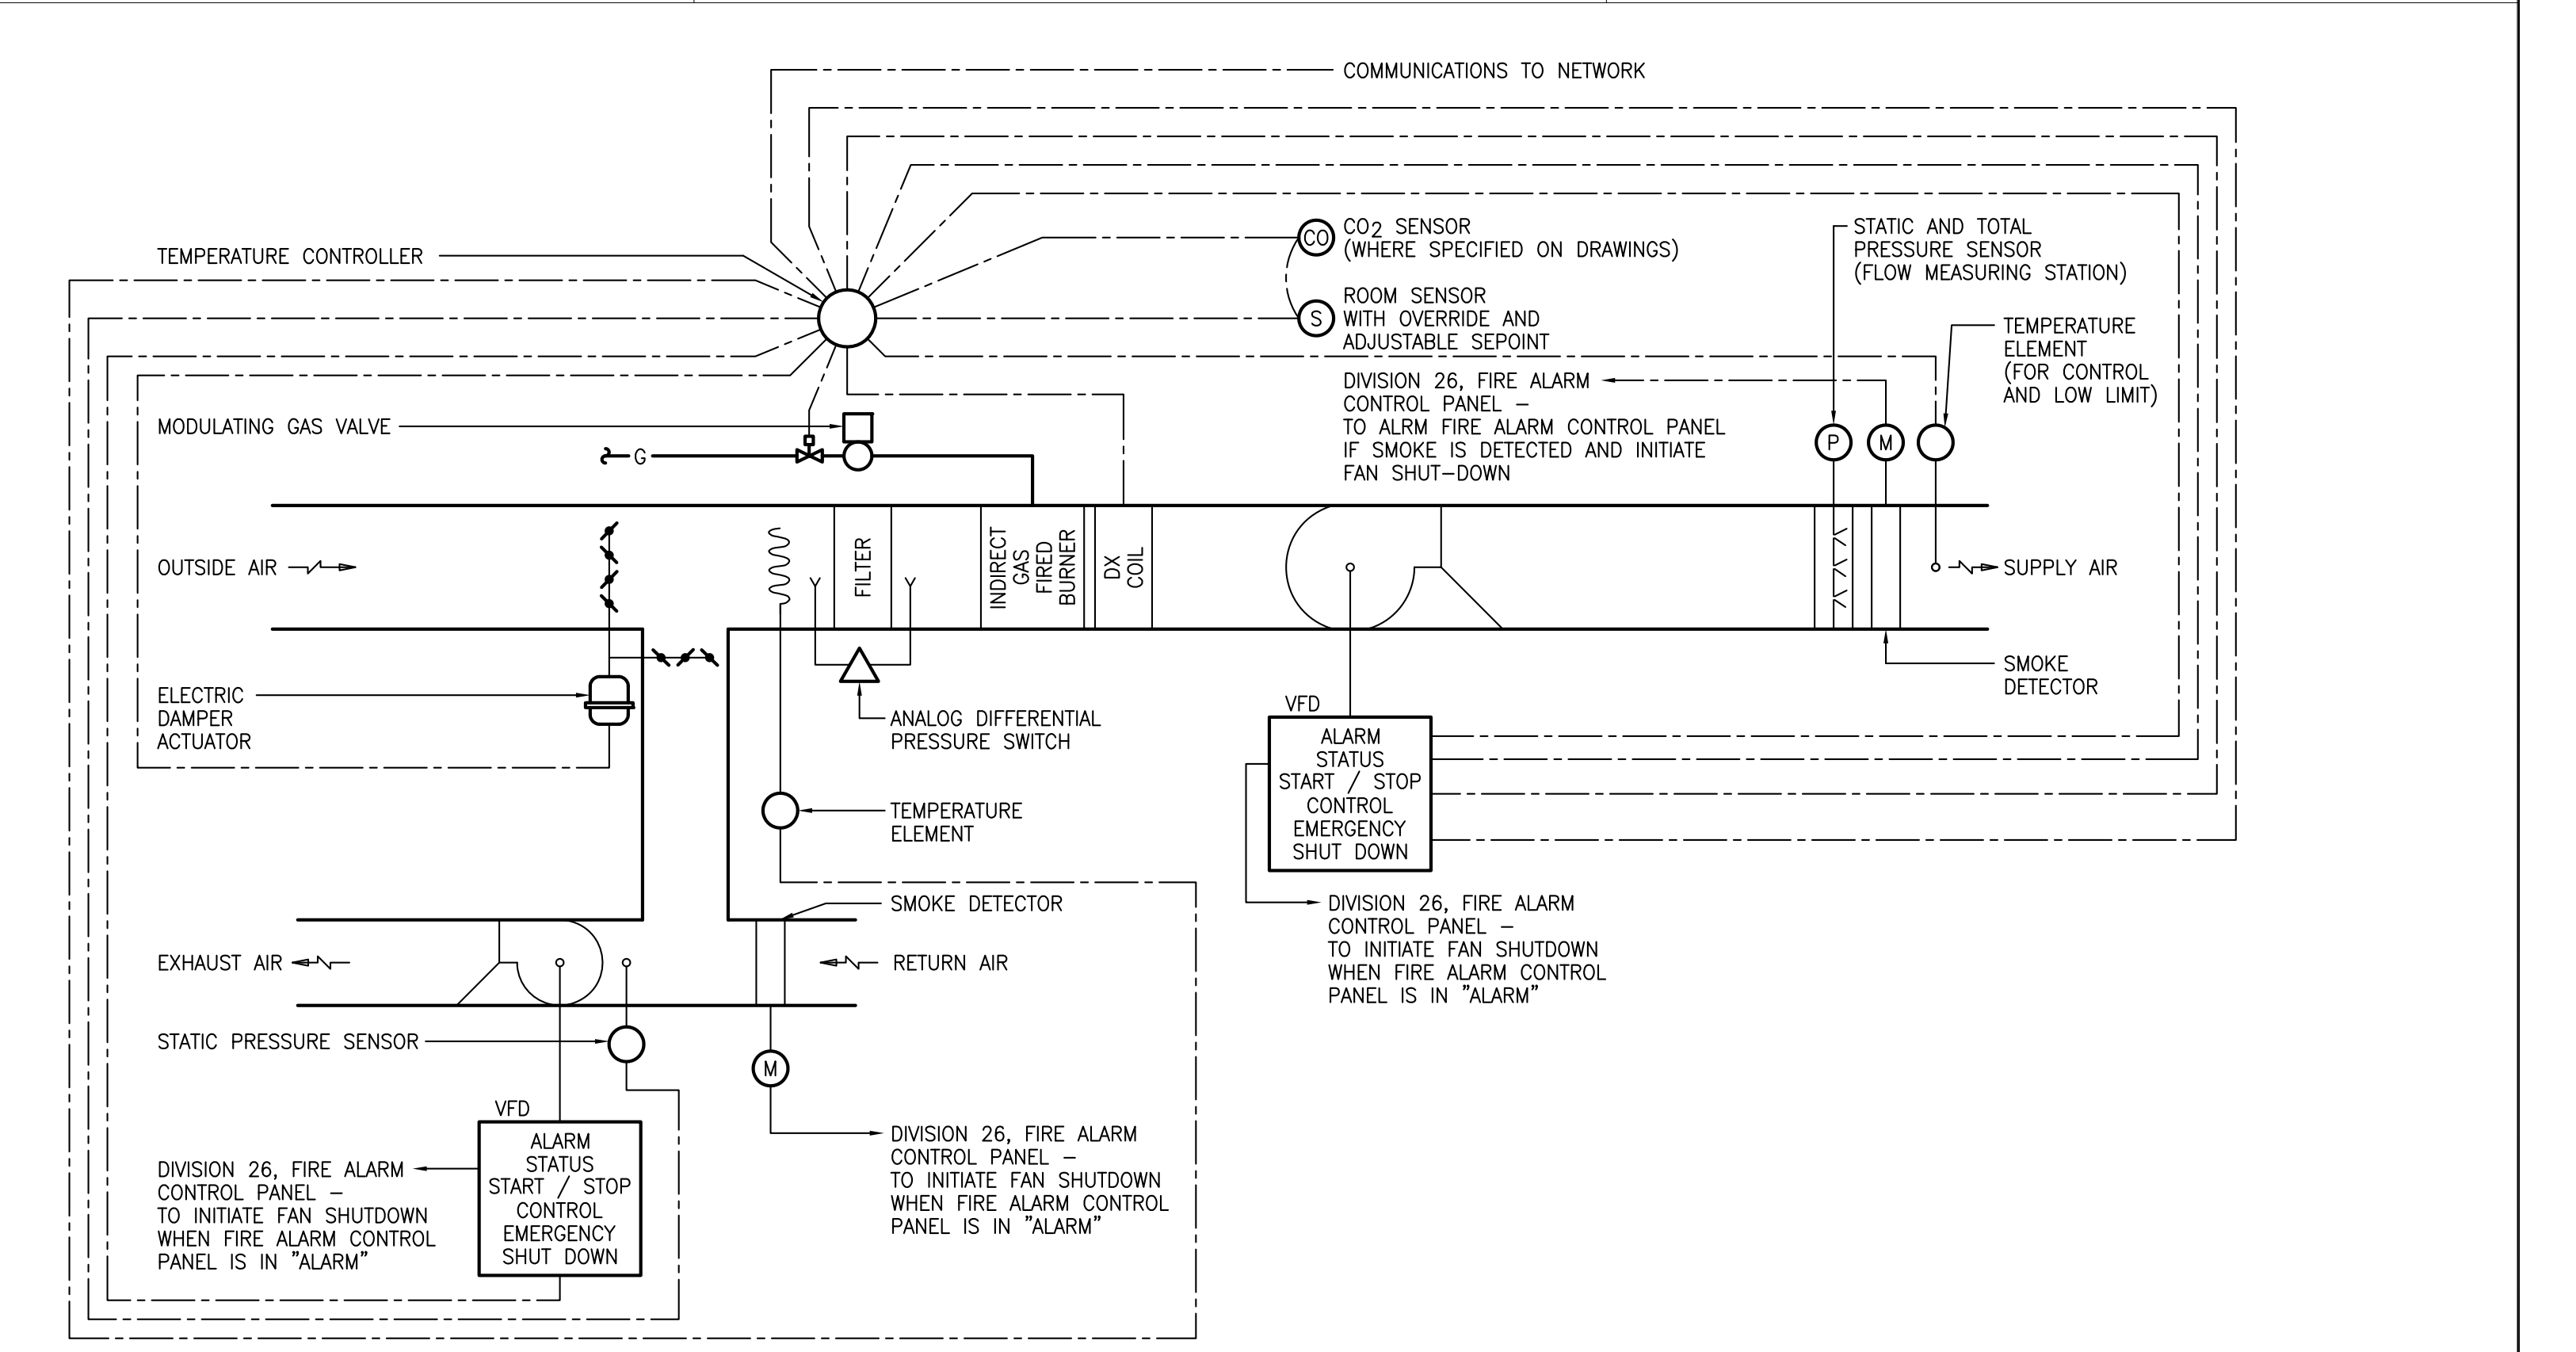 COMMUNICATIONS TO NETWORK
TEMPERATURE CONTROLLER
CO
CO2 SENSOR
(WHERE SPECIFIED ON DRAWINGS)
S
ROOM SENSOR
WITH OVERRIDE AND
ADJUSTABLE SEPOINT
STATIC AND TOTAL
PRESSURE SENSOR
(FLOW MEASURING STATION)
TEMPERATURE
ELEMENT
(FOR CONTROL
AND LOW LIMIT)
DIVISION 26, FIRE ALARM
CONTROL PANEL –
TO ALRM FIRE ALARM CONTROL PANEL
IF SMOKE IS DETECTED AND INITIATE
FAN SHUT–DOWN
MODULATING GAS VALVE
G
P
M
OUTSIDE AIR
FILTER
INDIRECT
GAS
FIRED
BURNER
DX
COIL
SUPPLY AIR
SMOKE
DETECTOR
ELECTRIC
DAMPER
ACTUATOR
ANALOG DIFFERENTIAL
PRESSURE SWITCH
VFD
ALARM
STATUS
START / STOP
CONTROL
EMERGENCY
SHUT DOWN
TEMPERATURE
ELEMENT
SMOKE DETECTOR
DIVISION 26, FIRE ALARM
CONTROL PANEL –
TO INITIATE FAN SHUTDOWN
WHEN FIRE ALARM CONTROL
PANEL IS IN "ALARM"
EXHAUST AIR
RETURN AIR
STATIC PRESSURE SENSOR
M
VFD
ALARM
STATUS
START / STOP
CONTROL
EMERGENCY
SHUT DOWN
DIVISION 26, FIRE ALARM
CONTROL PANEL –
TO INITIATE FAN SHUTDOWN
WHEN FIRE ALARM CONTROL
PANEL IS IN "ALARM"
DIVISION 26, FIRE ALARM
CONTROL PANEL –
TO INITIATE FAN SHUTDOWN
WHEN FIRE ALARM CONTROL
PANEL IS IN "ALARM"